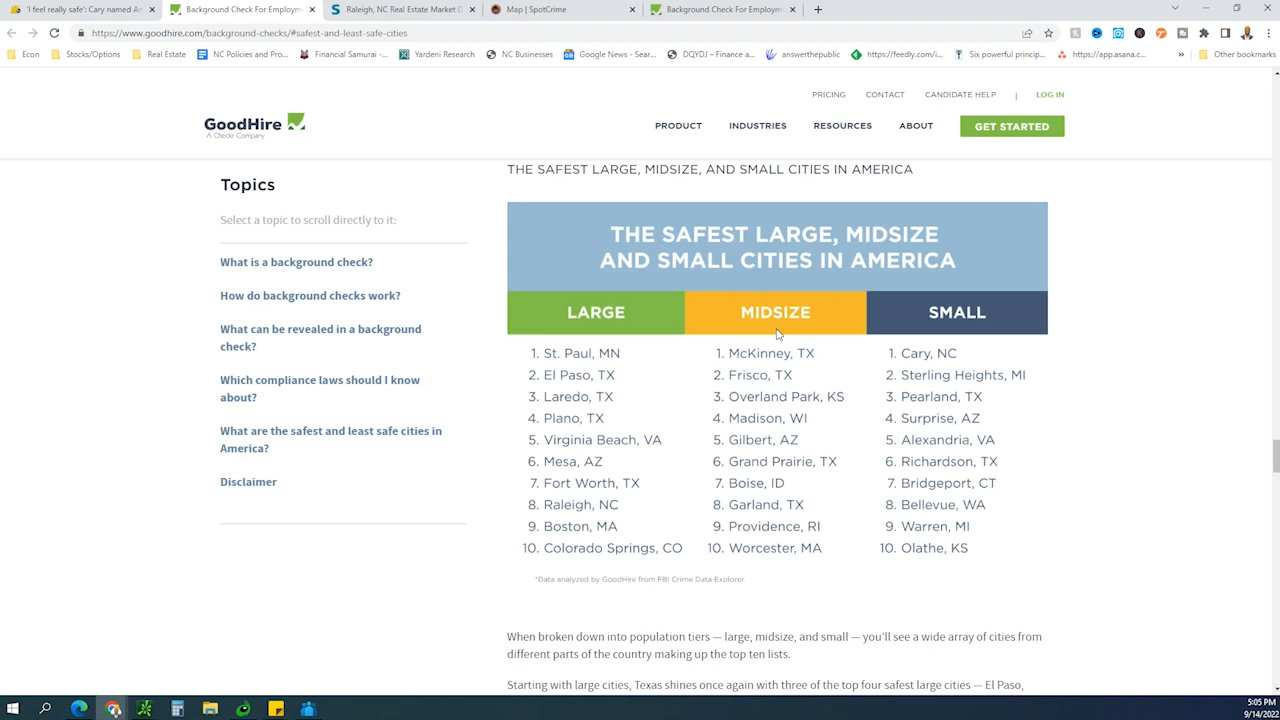 'I feel really safe': Cary named Am
Background Check For Employm
Raleigh, NC Real Estate Market D
Map | SpotCrime
Background Check For Employm
https://www.goodhire.com/background-checks/#safest-and-least-safe-cities
Econ
Stocks/Options
Real Estate
NC Policies and Pro...
Financial Samurai -...
Yardeni Research
NC Businesses
Google News - Sear...
DQYDJ – Finance a...
answerthepublic
https://feedly.com/i...
Six powerful princip...
https://app.asana.c...
»
Other bookmarks
PRICING
CONTACT
CANDIDATE HELP
|
LOG IN
GoodHire
A Checkr Company
PRODUCT
INDUSTRIES
RESOURCES
ABOUT
GET STARTED
Topics
Select a topic to scroll directly to it:
What is a background check?
How do background checks work?
What can be revealed in a background
check?
Which compliance laws should I know
about?
What are the safest and least safe cities in
America?
Disclaimer
THE SAFEST LARGE, MIDSIZE, AND SMALL CITIES IN AMERICA
THE SAFEST LARGE, MIDSIZE
AND SMALL CITIES IN AMERICA
LARGE
1. St. Paul, MN
2. El Paso, TX
3. Laredo, TX
4. Plano, TX
5. Virginia Beach, VA
6. Mesa, AZ
7. Fort Worth, TX
8. Raleigh, NC
9. Boston, MA
10. Colorado Springs, CO
MIDSIZE
1. McKinney, TX
2. Frisco, TX
3. Overland Park, KS
4. Madison, WI
5. Gilbert, AZ
6. Grand Prairie, TX
7. Boise, ID
8. Garland, TX
9. Providence, RI
10. Worcester, MA
SMALL
1. Cary, NC
2. Sterling Heights, MI
3. Pearland, TX
4. Surprise, AZ
5. Alexandria, VA
6. Richardson, TX
7. Bridgeport, CT
8. Bellevue, WA
9. Warren, MI
10. Olathe, KS
*Data analyzed by GoodHire from FBI Crime Data Explorer.
When broken down into population tiers — large, midsize, and small — you'll see a wide array of cities from
different parts of the country making up the top ten lists.
Starting with large cities, Texas shines once again with three of the top four safest large cities — El Paso,
5:05 PM
9/14/2022